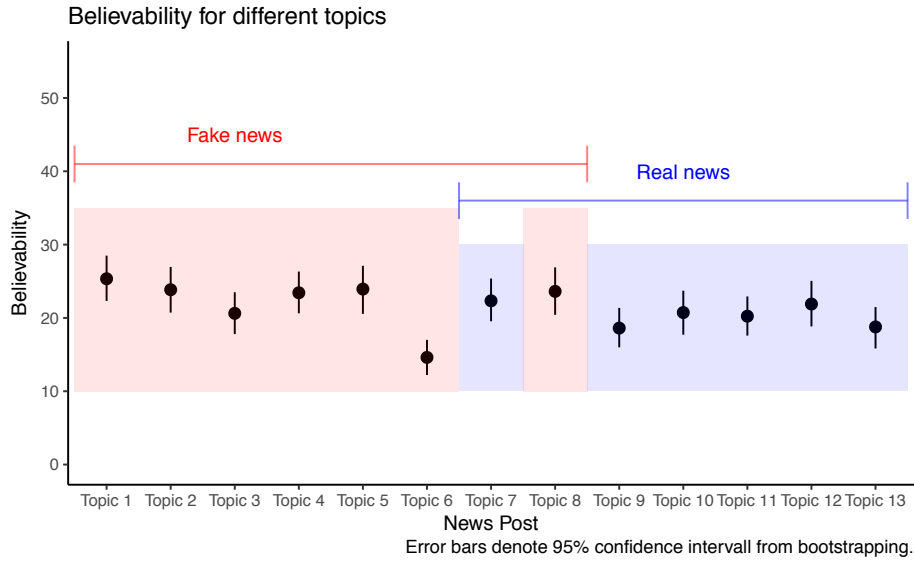 Believability for different topics
50
40
30
20
10
0
Believability
Fake news
Real news
Topic 1 Topic 2 Topic 3 Topic 4 Topic 5 Topic 6 Topic 7 Topic 8 Topic 9 Topic 10 Topic 11 Topic 12 Topic 13
News Post
Error bars denote 95% confidence intervall from bootstrapping.